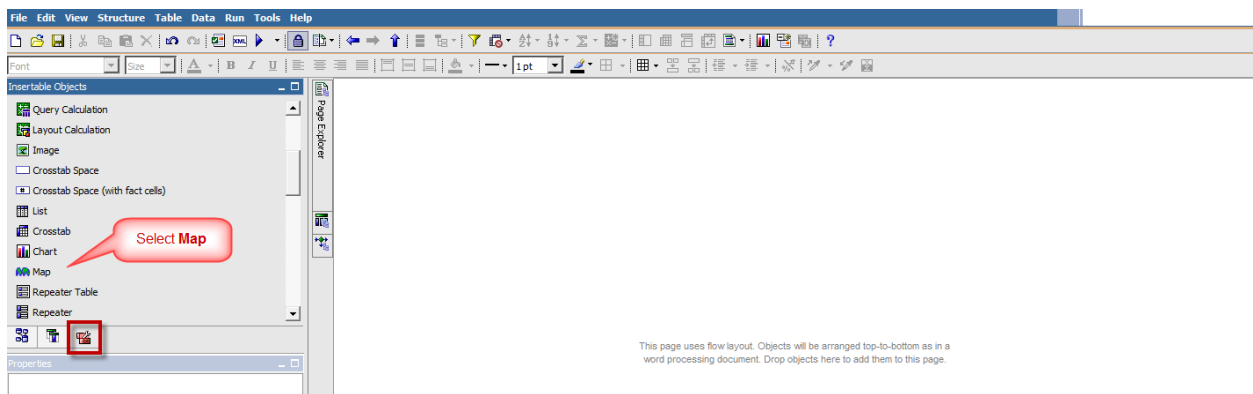 File Edit View Structure Table Data Run Tools Help
Font Size 1 pt
Insertable Objects
Query Calculation
Layout Calculation
Image
Crosstab Space
Crosstab Space (with fact cells)
List
Crosstab
Chart
Map
Repeater Table
Repeater
Select Map
Page Explorer
Properties
This page uses flow layout. Objects will be arranged top-to-bottom as in a
word processing document. Drop objects here to add them to this page.